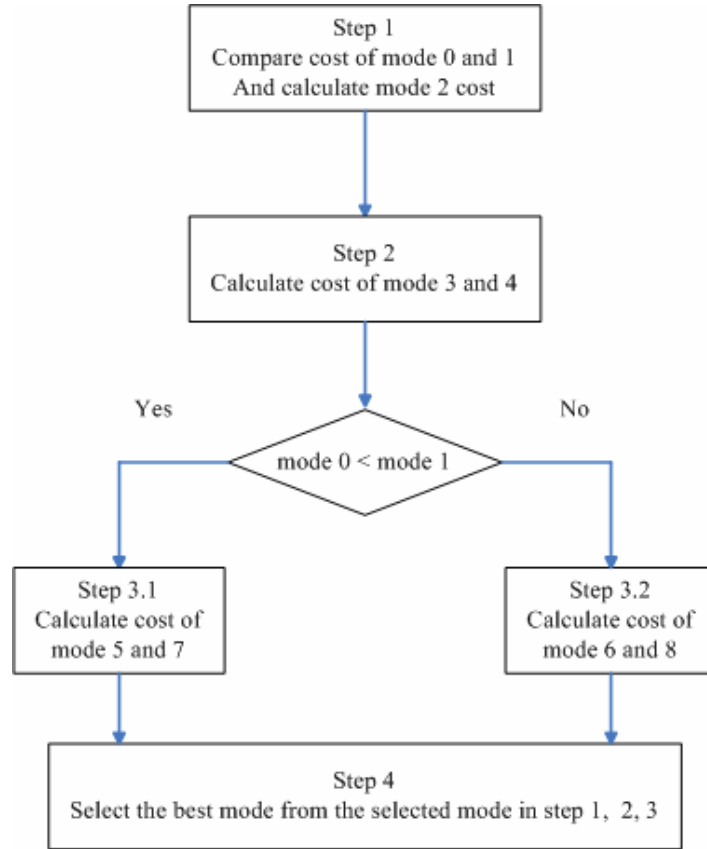 Step 1
Compare cost of mode 0 and 1
And calculate mode 2 cost
Step 2
Calculate cost of mode 3 and 4
Yes
No
mode 0 < mode 1
Step 3.1
Calculate cost of
mode 5 and 7
Step 3.2
Calculate cost of
mode 6 and 8
Step 4
Select the best mode from the selected mode in step 1, 2, 3